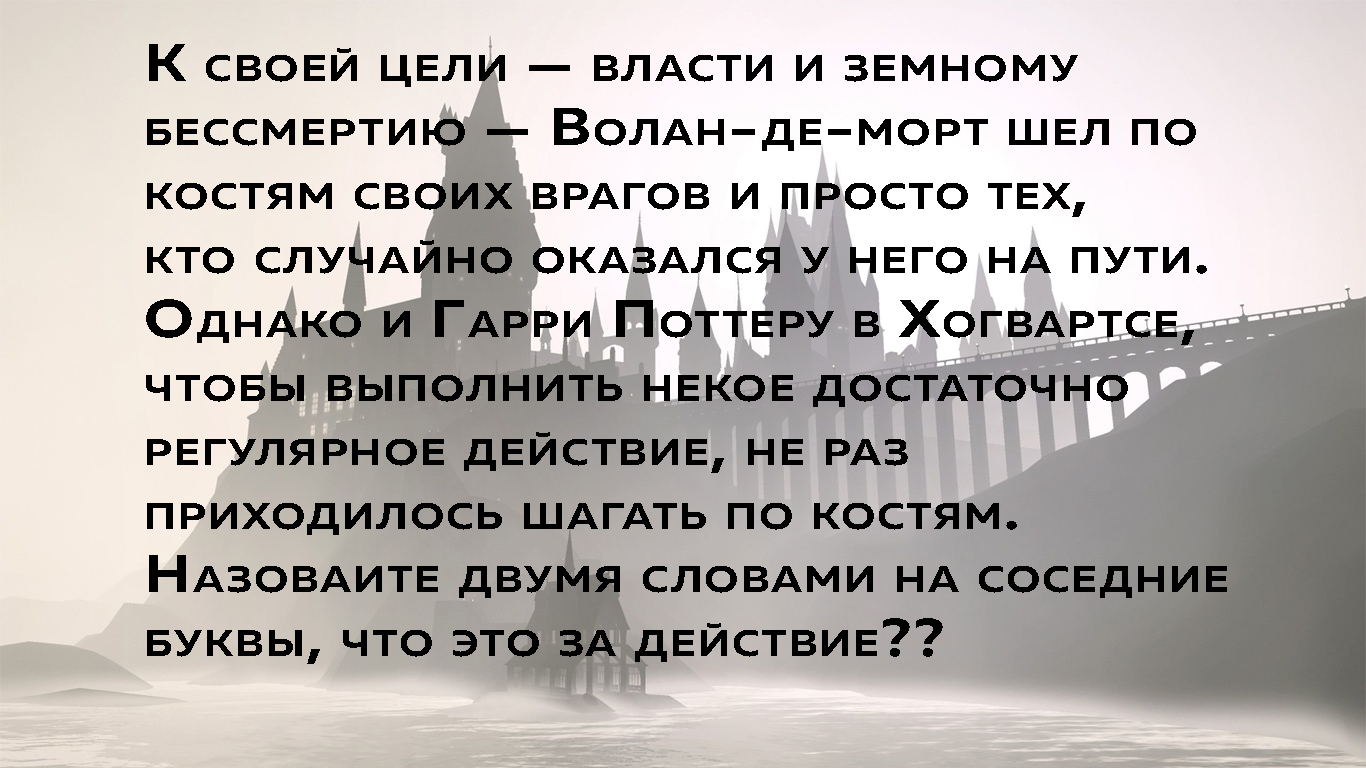 К своей цели — власти и земному
бессмертию — Волан-де-морт шел по
костям своих врагов и просто тех,
кто случайно оказался у него на пути.
Однако и Гарри Поттеру в Хогвартсе,
чтобы выполнить некое достаточно
регулярное действие, не раз
приходилось шагать по костям.
Назоваите двумя словами на соседние
буквы, что это за действие??